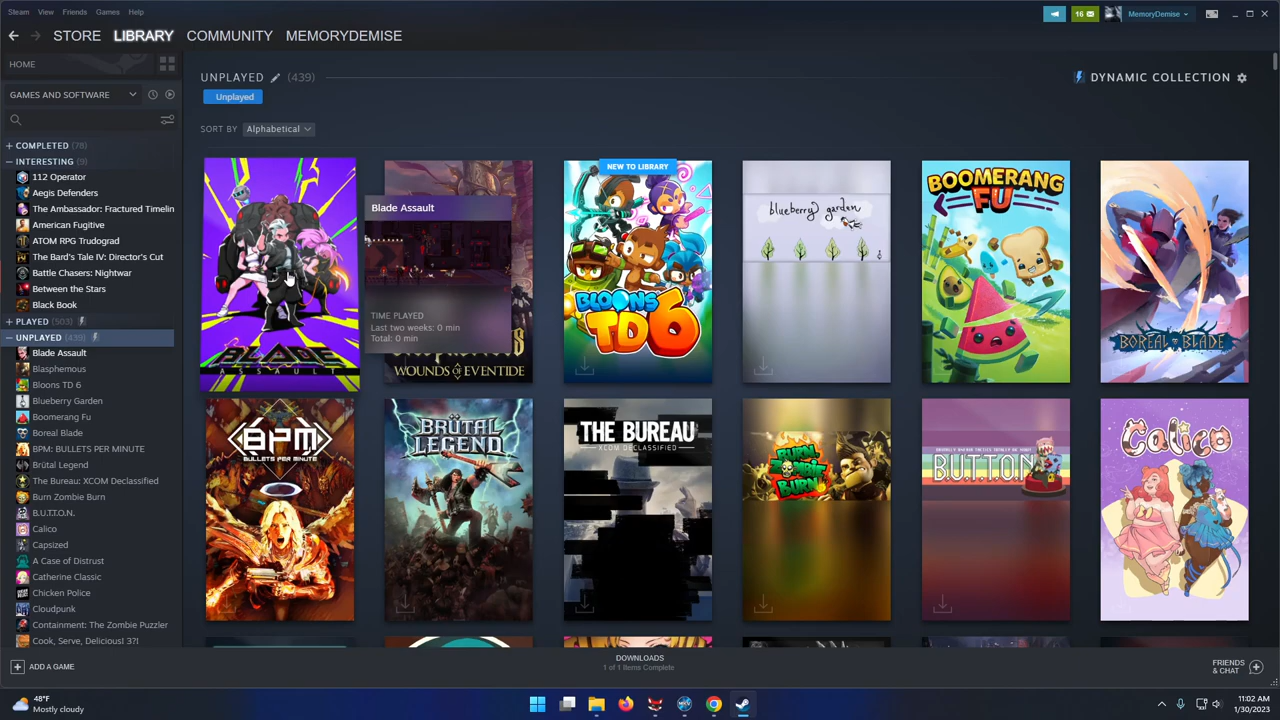 Steam View Friends Games Help
16 MemoryDemise
STORE LIBRARY COMMUNITY MEMORYDEMISE
HOME
UNPLAYED (439)
DYNAMIC COLLECTION
GAMES AND SOFTWARE
Unplayed
SORT BY Alphabetical
COMPLETED (78)
INTERESTING (9)
112 Operator
Aegis Defenders
The Ambassador: Fractured Timelin
American Fugitive
ATOM RPG Trudograd
The Bard's Tale IV: Director's Cut
Battle Chasers: Nightwar
Between the Stars
Black Book
PLAYED (503)
UNPLAYED (439)
Blade Assault
Blasphemous
Bloons TD 6
Blueberry Garden
Boomerang Fu
Boreal Blade
BPM: BULLETS PER MINUTE
Brütal Legend
The Bureau: XCOM Declassified
Burn Zombie Burn
B.U.T.T.O.N.
Calico
Capsized
A Case of Distrust
Catherine Classic
Chicken Police
Cloudpunk
Containment: The Zombie Puzzler
Cook, Serve, Delicious! 3?!
BLADE
ASSAULT
Blade Assault
TIME PLAYED
Last two weeks: 0 min
Total: 0 min
WOUNDS OF EVENTIDE
NEW TO LIBRARY
BLOONS
TD6
blueberry garden
BOOMERANG
FU
BOREAL BLADE
BPM
BULLETS PER MINUTE
BRÜTAL
LEGEND
THE BUREAU
XCOM DECLASSIFIED
BURN
ZOMBIE
BURN
B.U.T.T.O.N
Calico
ADD A GAME
DOWNLOADS
1 of 1 Items Complete
FRIENDS
& CHAT
48°F
Mostly cloudy
11:02 AM
1/30/2023